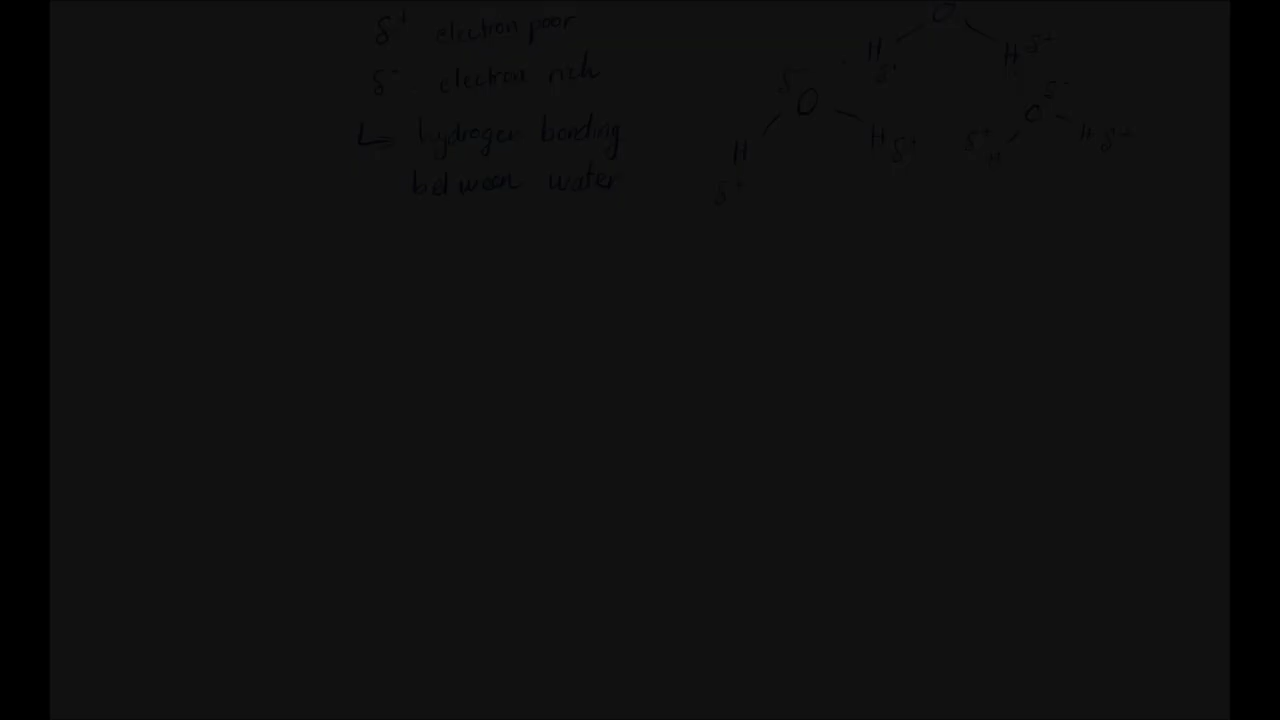 δ+ electron poor
δ- electron rich
↳ hydrogen bonding
between water
O
H δ+
H δ+
δ-
O
H δ+
H δ+
δ-
O
δ+ H
H δ+